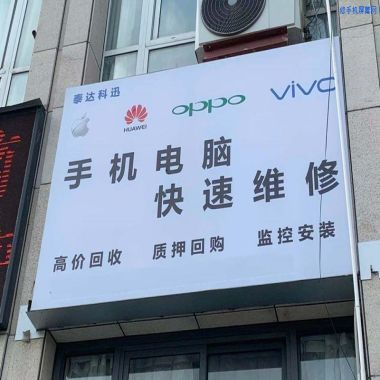 泰达科迅
HUAWEI
oppo
vivo
手机电脑
快速维修
高价回收 质押回购 监控安装